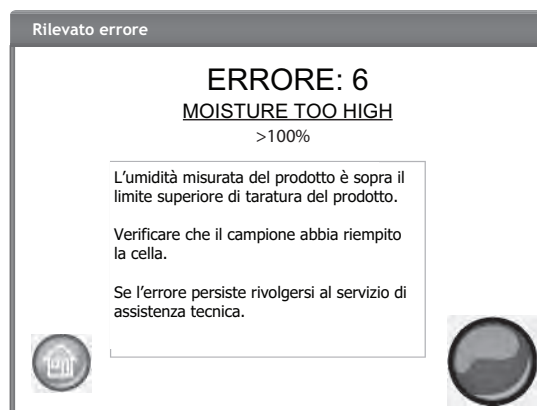 Rilevato errore
ERRORE: 6
MOISTURE TOO HIGH
>100%
L'umidità misurata del prodotto è sopra il
limite superiore di taratura del prodotto.
Verificare che il campione abbia riempito
la cella.
Se l'errore persiste rivolgersi al servizio di
assistenza tecnica.